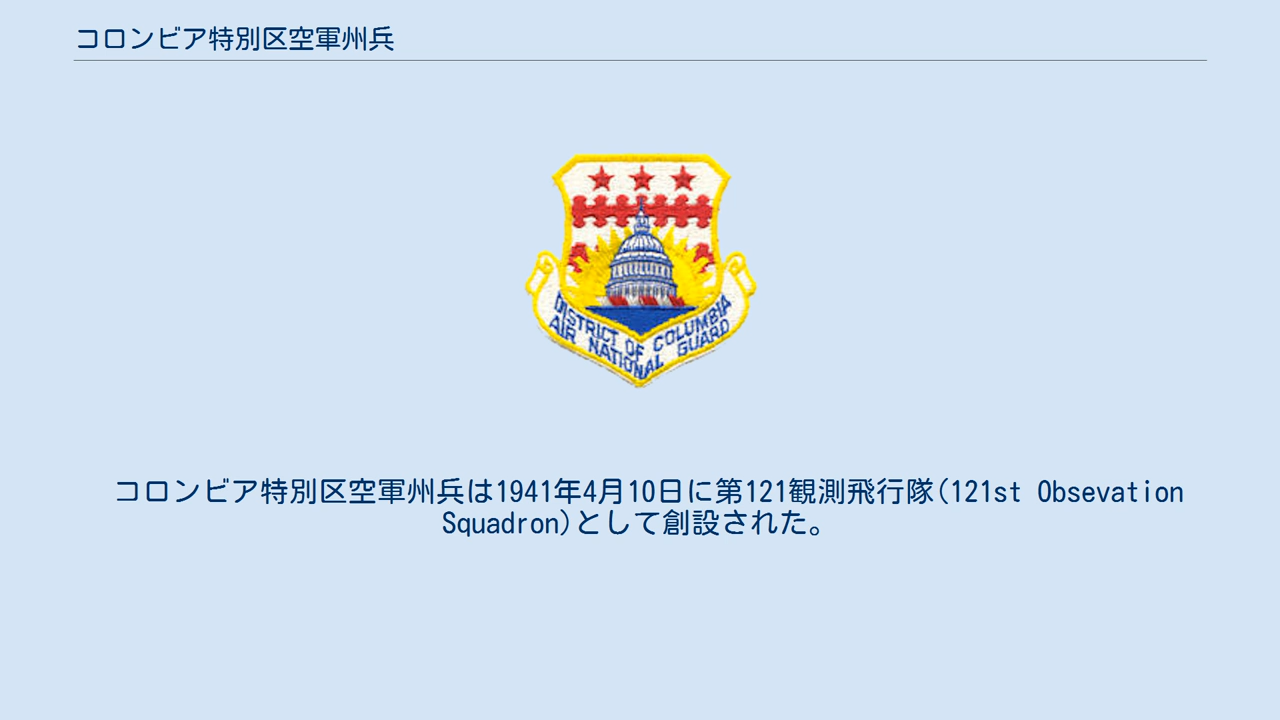 コロンビア特別区空軍州兵
DISTRICT OF COLUMBIA
AIR NATIONAL GUARD
コロンビア特別区空軍州兵は1941年4月10日に第121観測飛行隊(121st Obsevation
Squadron)として創設された。